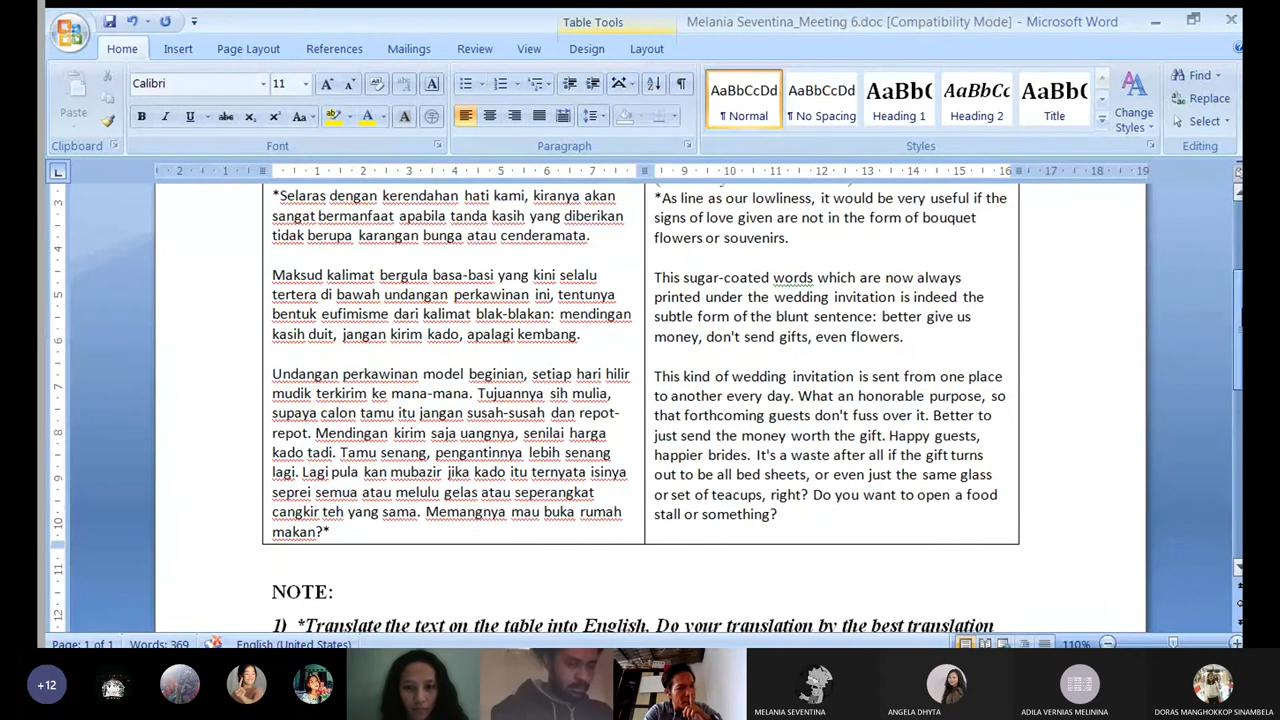 Table Tools
Melania Seventina_Meeting 6.doc [Compatibility Mode] - Microsoft Word
Home Insert Page Layout References Mailings Review View Design Layout
Calibri 11
AaBbCcDd AaBbCcDd AaBbC AaBbCc AaBbC
¶ Normal ¶ No Spacing Heading 1 Heading 2 Title
Paste
Change Styles
Find
Replace
Select
Clipboard Font Paragraph Styles Editing
*Selaras dengan kerendahan hati kami, kiranya akan
sangat bermanfaat apabila tanda kasih yang diberikan
tidak berupa karangan bunga atau cenderamata.
Maksud kalimat bergula basa-basi yang kini selalu
tertera di bawah undangan perkawinan ini, tentunya
bentuk eufimisme dari kalimat blak-blakan: mendingan
kasih duit, jangan kirim kado, apalagi kembang.
Undangan perkawinan model beginian, setiap hari hilir
mudik terkirim ke mana-mana. Tujuannya sih mulia,
supaya calon tamu itu jangan susah-susah dan repot-
repot. Mendingan kirim saja uangnya, senilai harga
kado tadi. Tamu senang, pengantinnya lebih senang
lagi. Lagi pula kan mubazir jika kado itu ternyata isinya
seprei semua atau melulu gelas atau seperangkat
cangkir teh yang sama. Memangnya mau buka rumah
makan?*
*As line as our lowliness, it would be very useful if the
signs of love given are not in the form of bouquet
flowers or souvenirs.
This sugar-coated words which are now always
printed under the wedding invitation is indeed the
subtle form of the blunt sentence: better give us
money, don't send gifts, even flowers.
This kind of wedding invitation is sent from one place
to another every day. What an honorable purpose, so
that forthcoming guests don't fuss over it. Better to
just send the money worth the gift. Happy guests,
happier brides. It's a waste after all if the gift turns
out to be all bed sheets, or even just the same glass
or set of teacups, right? Do you want to open a food
stall or something?
NOTE:
1) *Translate the text on the table into English. Do your translation by the best translation
Page: 1 of 1 Words: 369 English (United States) 110%
+12
MELANIA SEVENTINA
ANGELA DHYTA
ADILA VERNIAS MELININA
DORAS MANGHOKKOP SINAMBELA